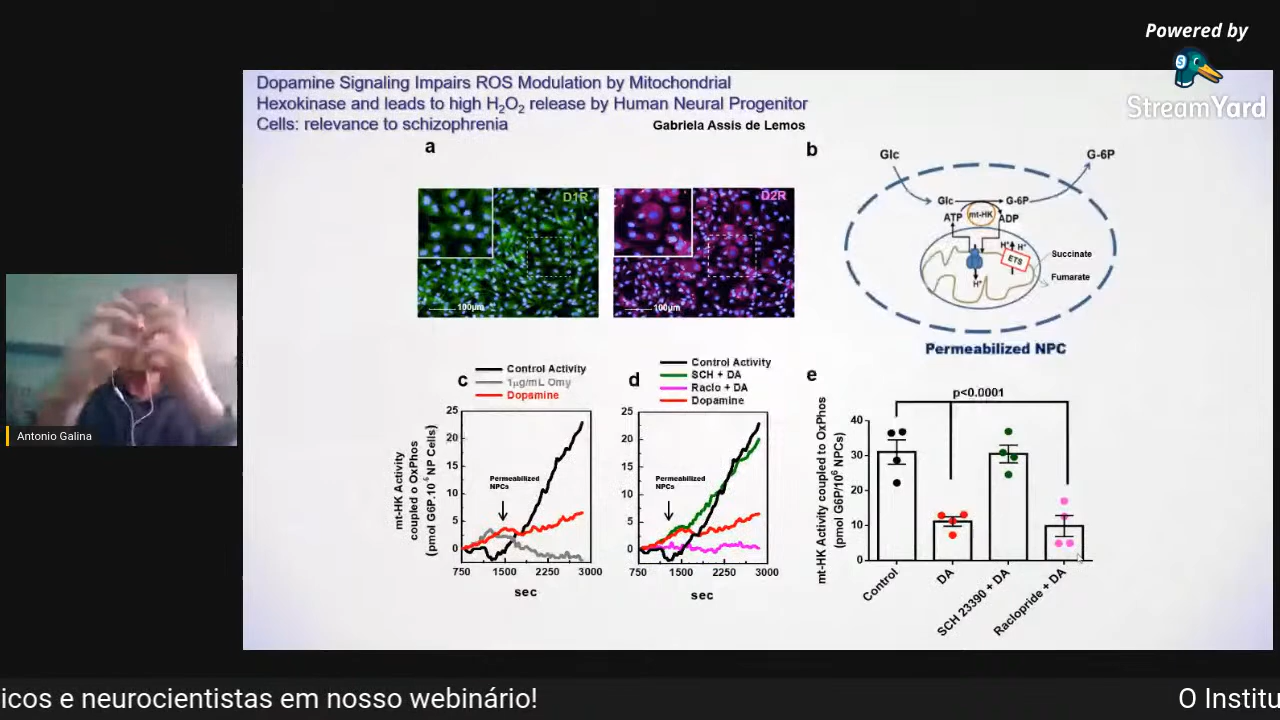 Powered by
StreamYard
Dopamine Signaling Impairs ROS Modulation by Mitochondrial
Hexokinase and leads to high H₂O₂ release by Human Neural Progenitor
Cells: relevance to schizophrenia
Gabriela Assis de Lemos
a
D1R
100μm
D2R
100μm
b
Glc
G-6P
Glc
G-6P
mt-HK
ATP
ADP
H⁺
H⁺
ETS
H⁺
Succinate
Fumarate
Permeabilized NPC
c
Control Activity
1μg/mL Omy
Dopamine
mt-HK Activity
coupled o OxPhos
(pmol G6P.10⁶ NP Cells)
25
20
15
10
5
0
Permeabilized
NPCs
750
1500
2250
3000
sec
d
Control Activity
SCH + DA
Raclo + DA
Dopamine
25
20
15
10
5
0
Permeabilized
NPCs
750
1500
2250
3000
sec
e
p<0.0001
mt-HK Activity coupled to OxPhos
(pmol G6P/10⁶ NPCs)
40
30
20
10
0
Control
DA
SCH 23390 + DA
Raclopride + DA
Antonio Galina
icos e neurocientistas em nosso webinário!
O Institu